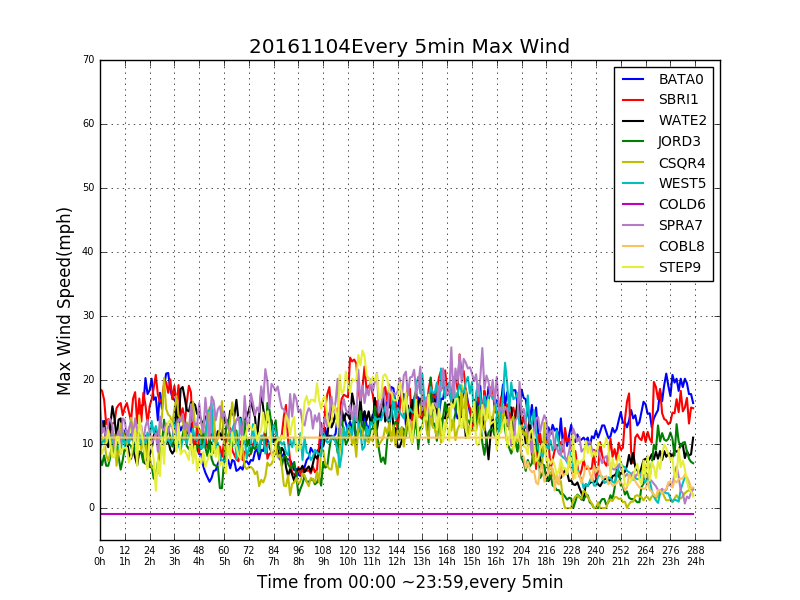 20161104Every 5min Max Wind
70
60
50
40
30
20
10
0
Max Wind Speed(mph)
BATA0
SBRI1
WATE2
JORD3
CSQR4
WEST5
COLD6
SPRA7
COBL8
STEP9
0 12 24 36 48 60 72 84 96 108 120 132 144 156 168 180 192 204 216 228 240 252 264 276 288
0h 1h 2h 3h 4h 5h 6h 7h 8h 9h 10h 11h 12h 13h 14h 15h 16h 17h 18h 19h 20h 21h 22h 23h 24h
Time from 00:00 ~23:59,every 5min